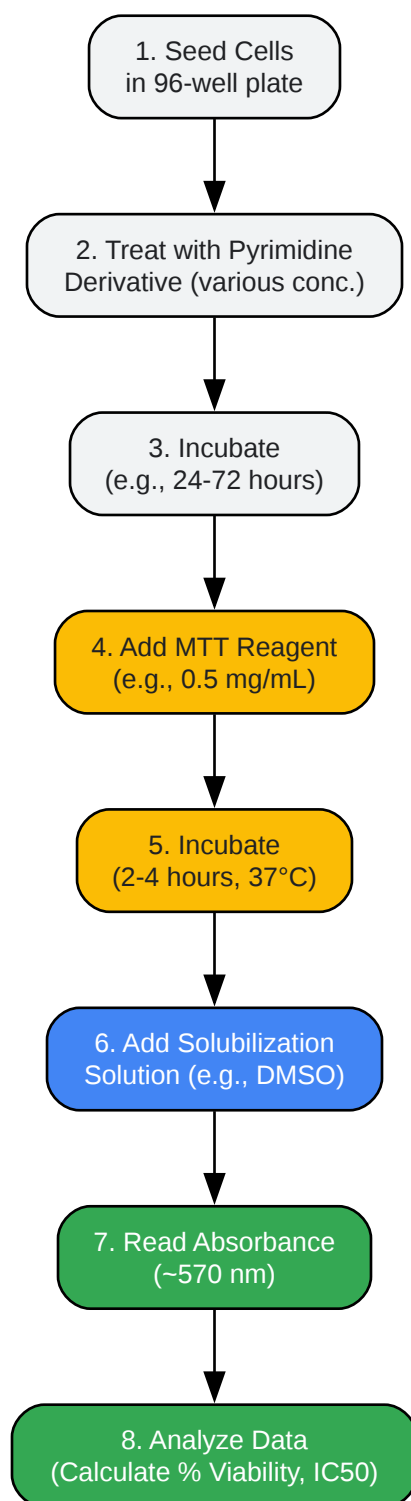 1. Seed Cells
in 96-well plate
2. Treat with Pyrimidine
Derivative (various conc.)
3. Incubate
(e.g., 24-72 hours)
4. Add MTT Reagent
(e.g., 0.5 mg/mL)
5. Incubate
(2-4 hours, 37°C)
6. Add Solubilization
Solution (e.g., DMSO)
7. Read Absorbance
(~570 nm)
8. Analyze Data
(Calculate % Viability, IC50)